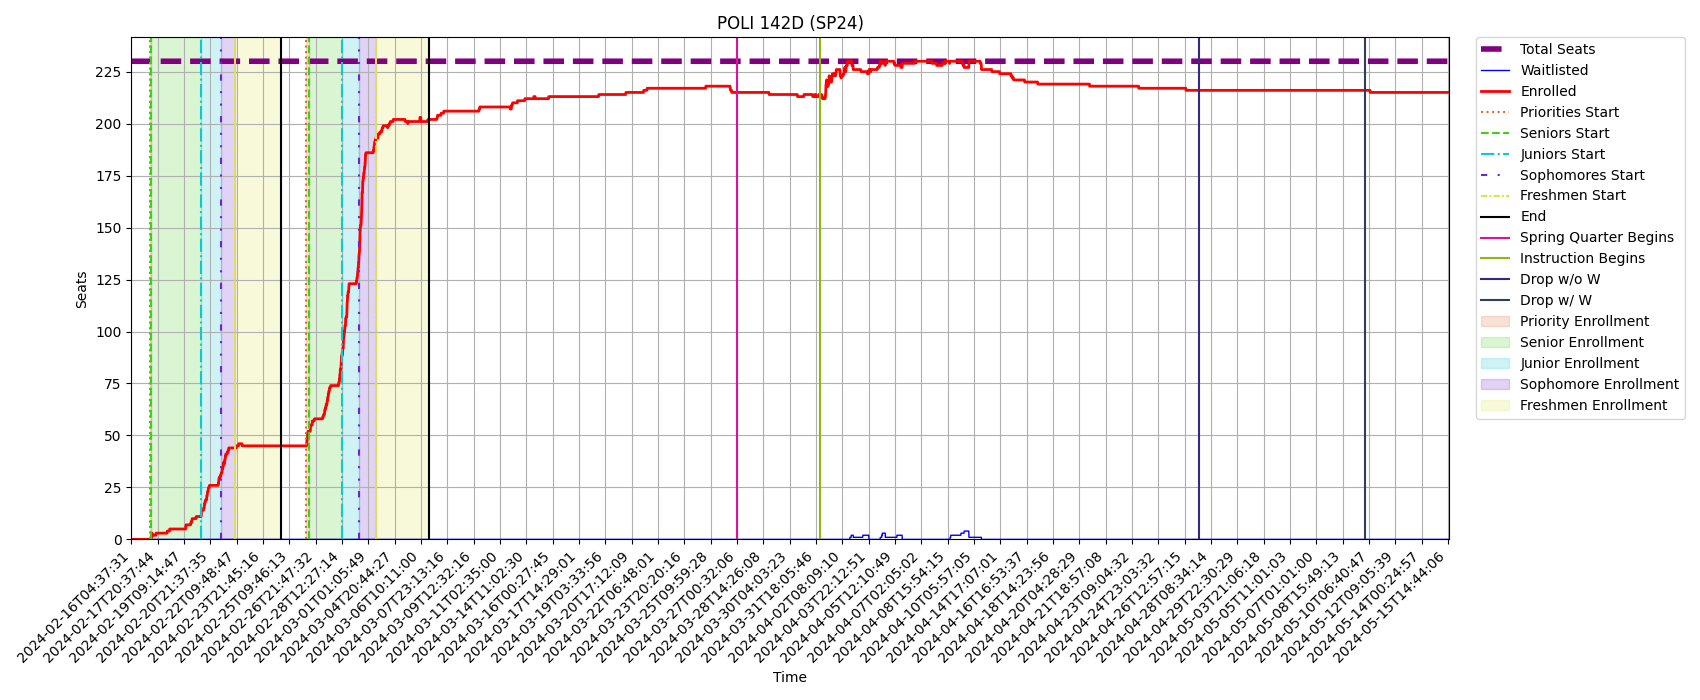 POLI 142D (SP24)
Seats
225
200
175
150
125
100
75
50
25
0
2024-02-16T04:37:31
2024-02-17T20:37:44
2024-02-19T09:14:47
2024-02-20T21:37:35
2024-02-22T09:48:47
2024-02-23T21:45:16
2024-02-25T09:46:13
2024-02-26T21:47:32
2024-02-28T12:27:14
2024-03-01T01:05:49
2024-03-04T20:44:27
2024-03-06T10:11:00
2024-03-07T23:13:16
2024-03-09T12:32:16
2024-03-11T02:35:00
2024-03-14T11:02:30
2024-03-16T00:27:45
2024-03-17T14:29:01
2024-03-19T03:33:56
2024-03-20T17:12:09
2024-03-22T06:48:01
2024-03-23T20:20:16
2024-03-25T09:59:28
2024-03-27T00:32:06
2024-03-28T14:26:08
2024-03-30T04:03:23
2024-03-31T18:05:46
2024-04-02T08:09:10
2024-04-03T22:12:51
2024-04-05T12:10:49
2024-04-07T02:05:02
2024-04-08T15:54:15
2024-04-10T05:57:05
2024-04-14T17:07:01
2024-04-16T16:53:37
2024-04-18T14:23:56
2024-04-20T04:28:29
2024-04-21T18:57:08
2024-04-23T09:04:32
2024-04-24T23:03:32
2024-04-26T12:57:15
2024-04-28T08:34:14
2024-04-29T22:30:29
2024-05-03T21:06:18
2024-05-05T11:01:03
2024-05-07T01:01:00
2024-05-08T15:49:13
2024-05-10T06:40:47
2024-05-12T09:05:39
2024-05-14T00:24:57
2024-05-15T14:44:06
Time
Total Seats
Waitlisted
Enrolled
Priorities Start
Seniors Start
Juniors Start
Sophomores Start
Freshmen Start
End
Spring Quarter Begins
Instruction Begins
Drop w/o W
Drop w/ W
Priority Enrollment
Senior Enrollment
Junior Enrollment
Sophomore Enrollment
Freshmen Enrollment